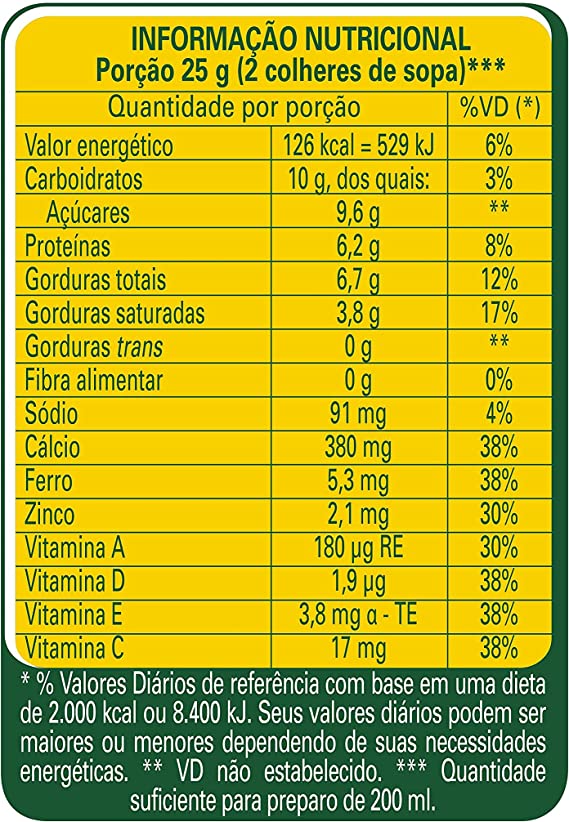 INFORMAÇÃO NUTRICIONAL
Porção 25 g (2 colheres de sopa)***
Quantidade por porção %VD (*)
Valor energético 126 kcal = 529 kJ 6%
Carboidratos 10 g, dos quais: 3%
Açúcares 9,6 g **
Proteínas 6,2 g 8%
Gorduras totais 6,7 g 12%
Gorduras saturadas 3,8 g 17%
Gorduras trans 0 g **
Fibra alimentar 0 g 0%
Sódio 91 mg 4%
Cálcio 380 mg 38%
Ferro 5,3 mg 38%
Zinco 2,1 mg 30%
Vitamina A 180 µg RE 30%
Vitamina D 1,9 µg 38%
Vitamina E 3,8 mg α - TE 38%
Vitamina C 17 mg 38%
* % Valores Diários de referência com base em uma dieta
de 2.000 kcal ou 8.400 kJ. Seus valores diários podem ser
maiores ou menores dependendo de suas necessidades
energéticas. ** VD não estabelecido. *** Quantidade
suficiente para preparo de 200 ml.